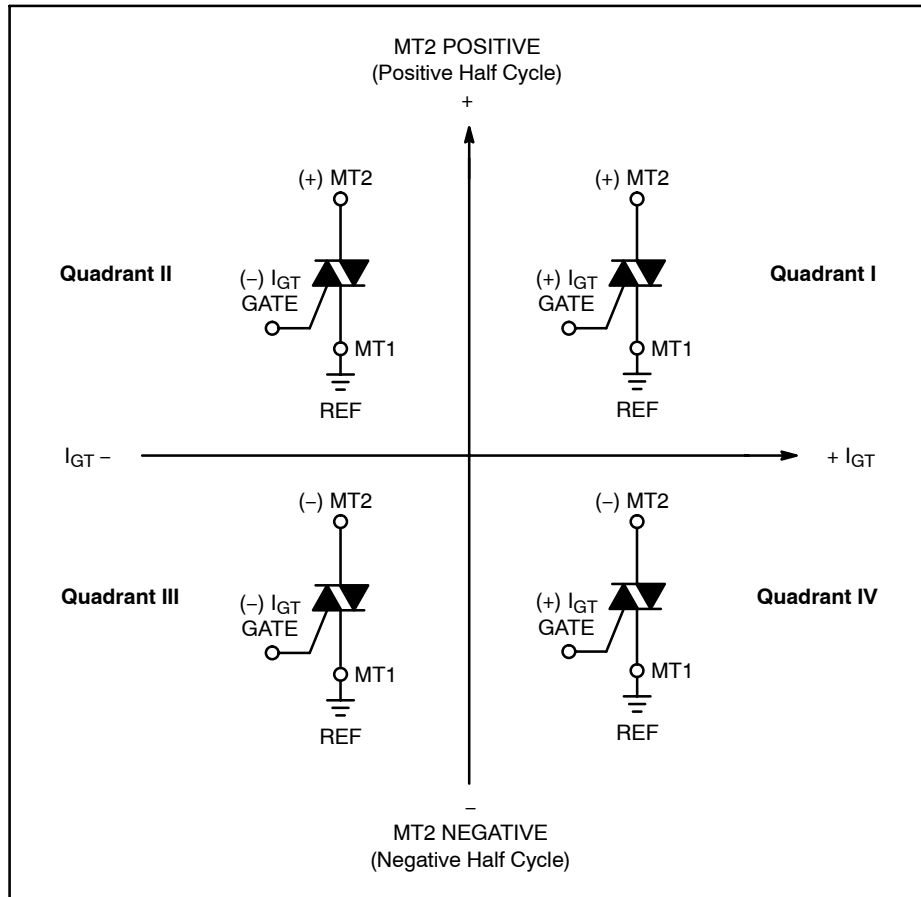 MT2 POSITIVE
(Positive Half Cycle)
+
(+) MT2
(+) MT2
Quadrant II
(−) IGT
GATE
(+) IGT
GATE
Quadrant I
MT1
MT1
REF
REF
IGT −
+ IGT
(−) MT2
(−) MT2
Quadrant III
(−) IGT
GATE
(+) IGT
GATE
Quadrant IV
MT1
MT1
REF
REF
−
MT2 NEGATIVE
(Negative Half Cycle)